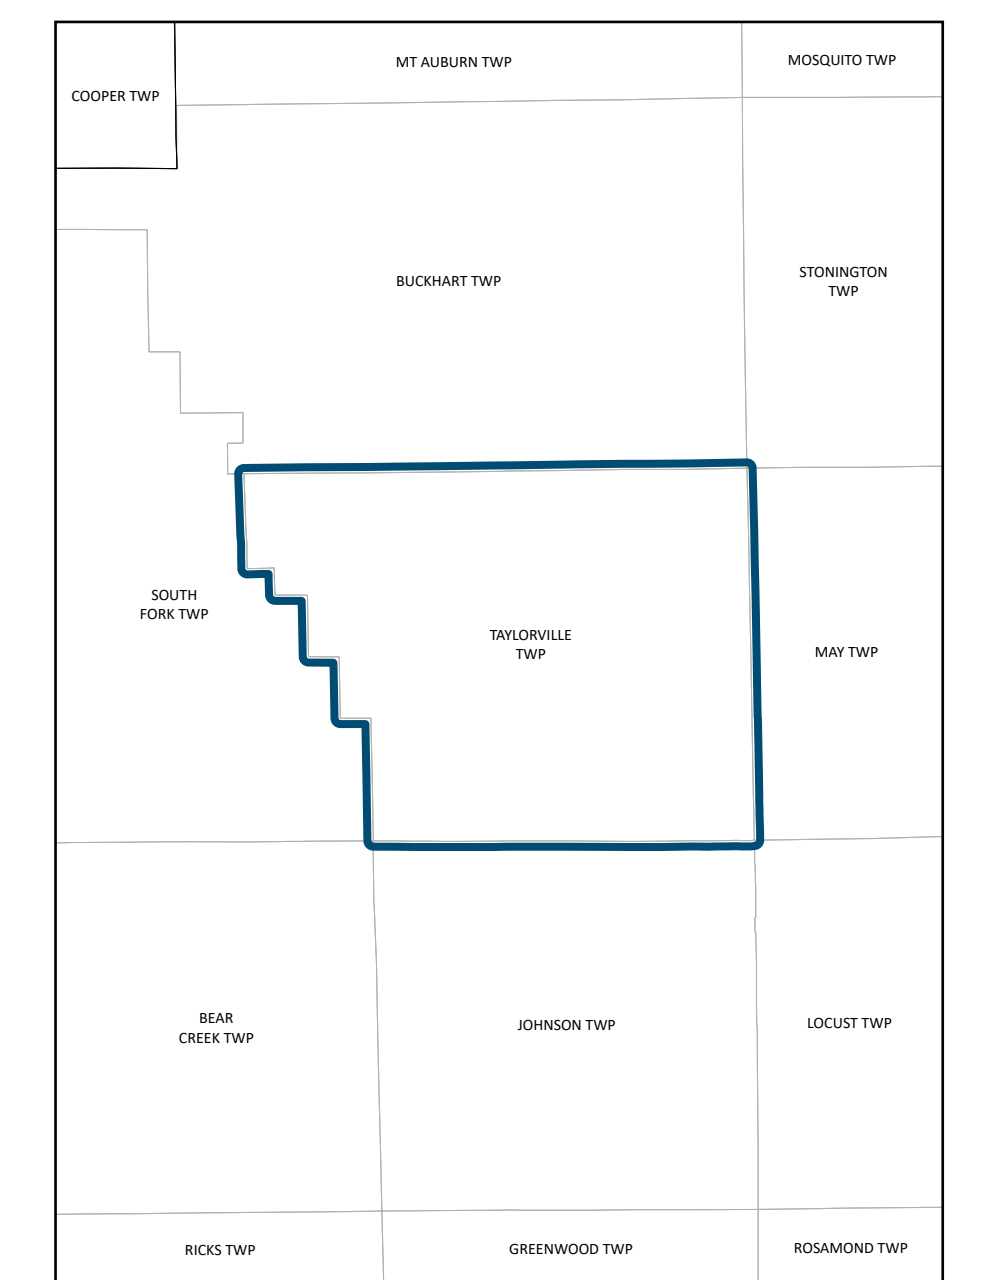 MT AUBURN TWP
MOSQUITO TWP
COOPER TWP
BUCKHART TWP
STONINGTON
TWP
SOUTH
FORK TWP
TAYLORVILLE
TWP
MAY TWP
BEAR
CREEK TWP
JOHNSON TWP
LOCUST TWP
RICKS TWP
GREENWOOD TWP
ROSAMOND TWP